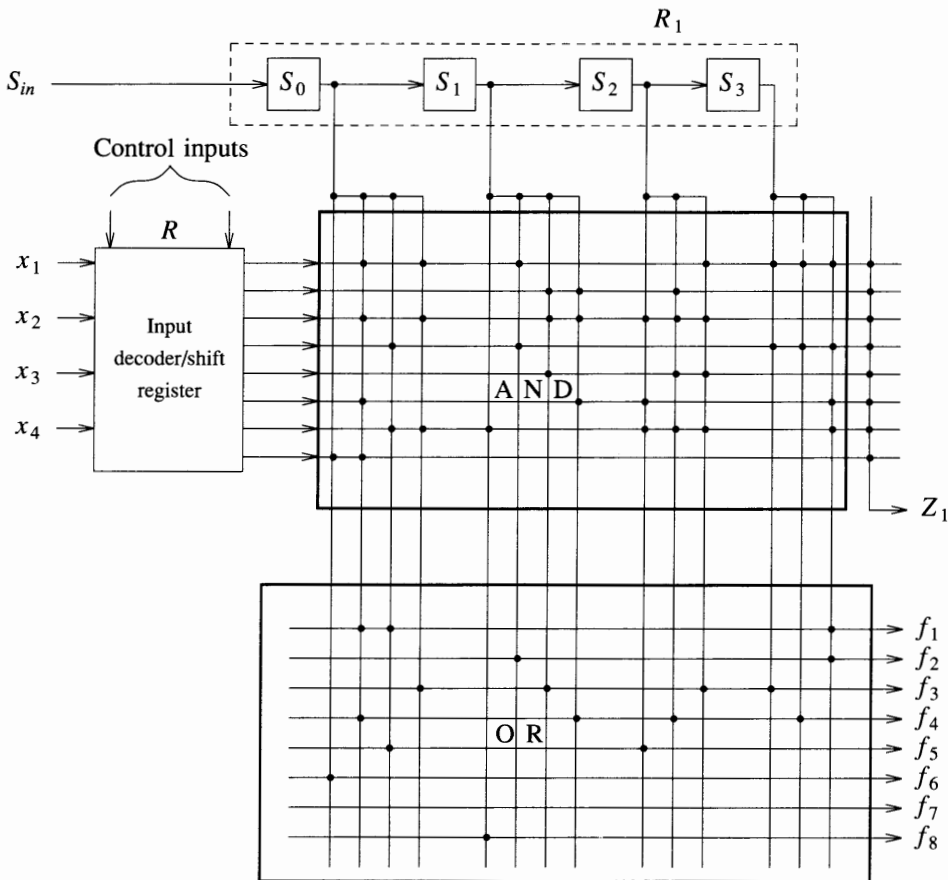 R1
Sin
S0
S1
S2
S3
Control inputs
R
x1
x2
x3
x4
Input
decoder/shift
register
A N D
Z1
O R
f1
f2
f3
f4
f5
f6
f7
f8